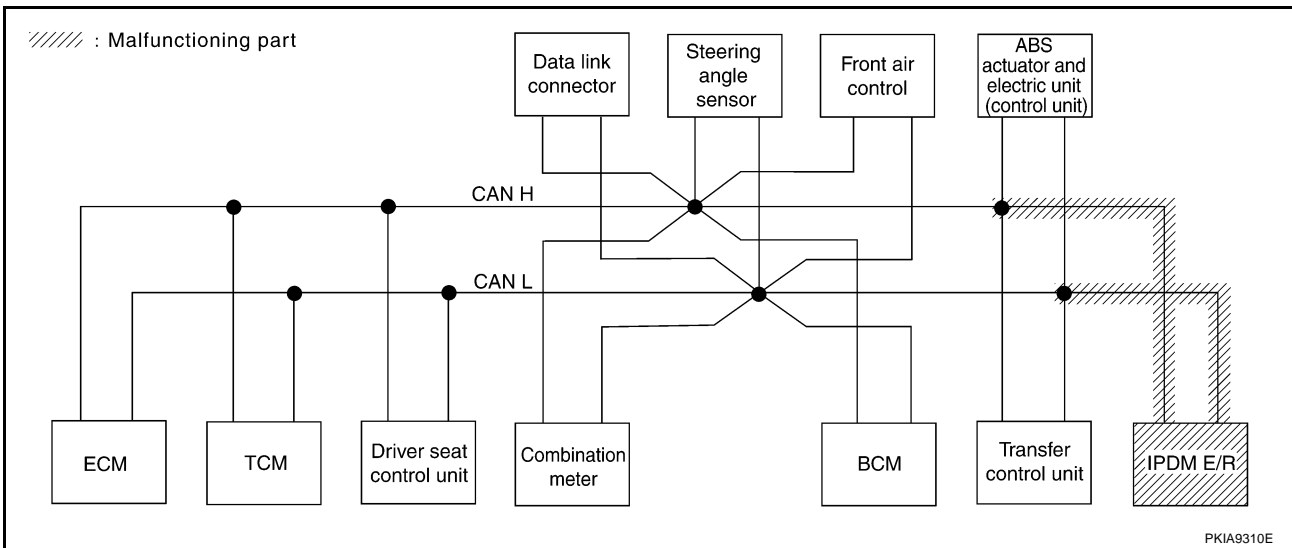 : Malfunctioning part
Data link
connector
Steering
angle
sensor
Front air
control
ABS
actuator and
electric unit
(control unit)
CAN H
CAN L
ECM
TCM
Driver seat
control unit
Combination
meter
BCM
Transfer
control unit
IPDM E/R
PKIA9310E